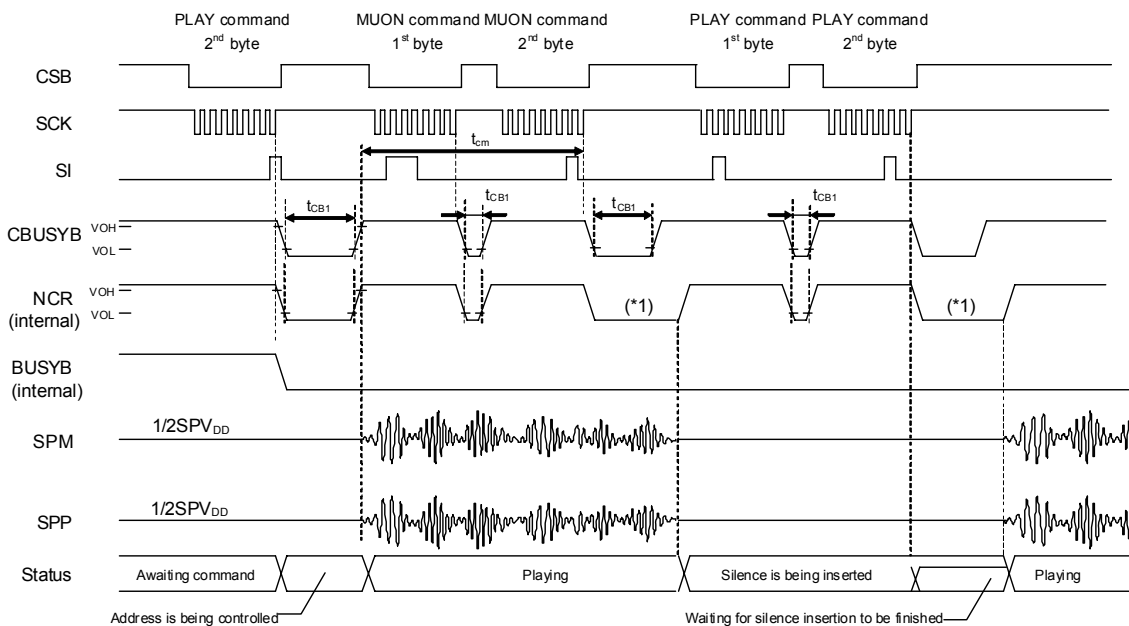 PLAY command MUON command MUON command PLAY command PLAY command
2nd byte 1st byte 2nd byte 1st byte 2nd byte
CSB
SCK
tcm
SI
tCB1 tCB1 tCB1 tCB1
CBUSYB VOH
VOL
NCR (internal) VOH
VOL
(*1) (*1)
BUSYB
(internal)
1/2SPVDD
SPM
1/2SPVDD
SPP
Status Awaiting command Playing Silence is being inserted Playing
Address is being controlled Waiting for silence insertion to be finished